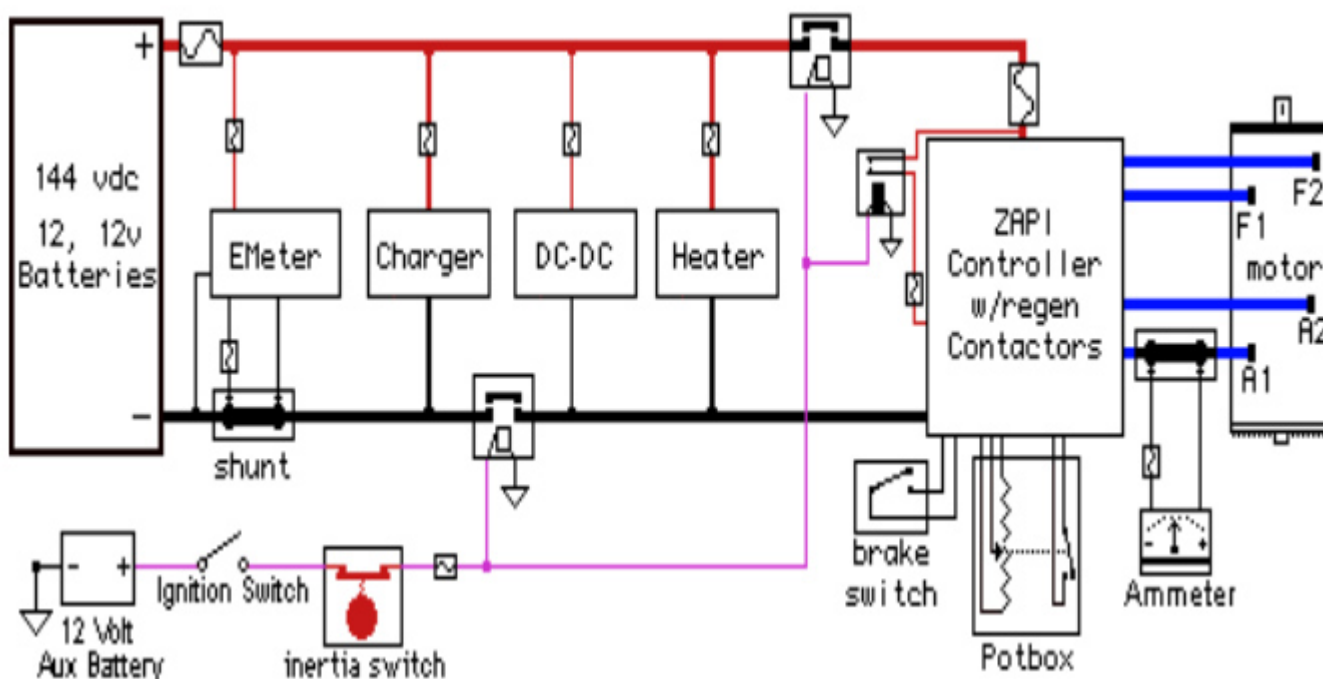 +
144 vdc
12, 12v
Batteries
-
EMeter
Charger
DC-DC
Heater
ZAPI
Controller
w/regen
Contactors
F2
F1
motor
A2
A1
shunt
- +
Ignition Switch
12 Volt
Aux Battery
inertia switch
brake
switch
Potbox
- +
Ammeter